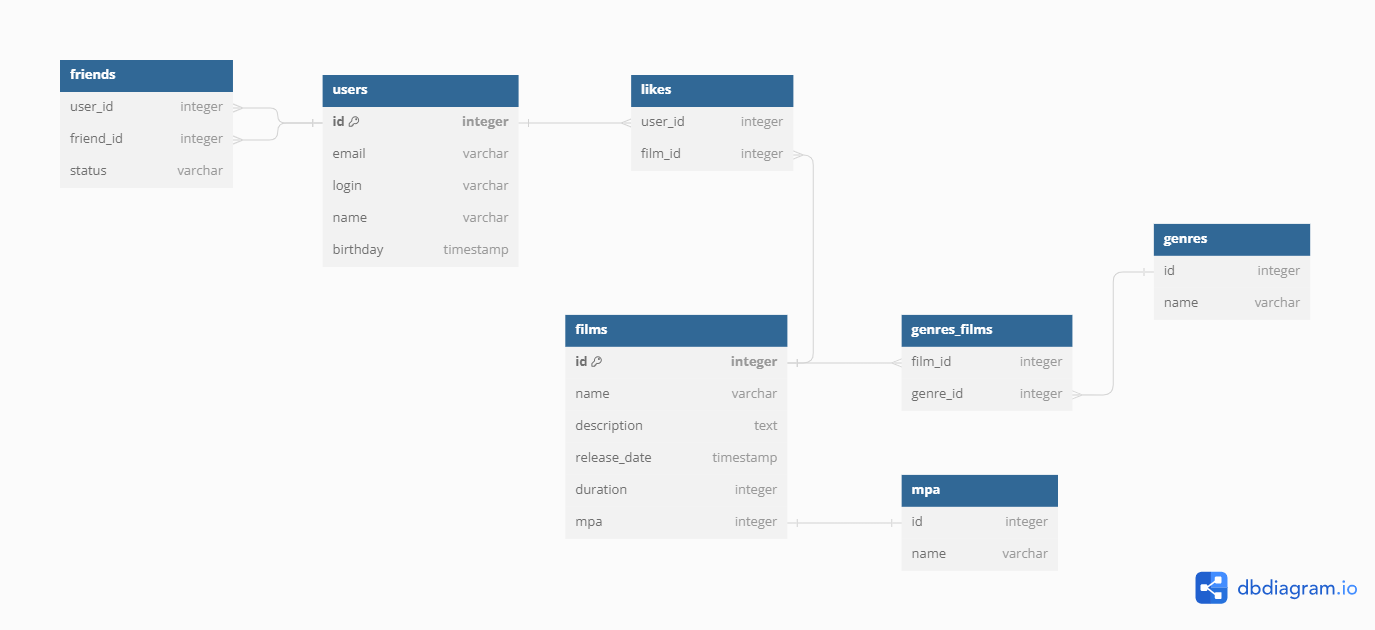 friends
user_id integer
friend_id integer
status varchar
users
id integer
email varchar
login varchar
name varchar
birthday timestamp
likes
user_id integer
film_id integer
genres
id integer
name varchar
films
id integer
name varchar
description text
release_date timestamp
duration integer
mpa integer
genres_films
film_id integer
genre_id integer
mpa
id integer
name varchar
dbdiagram.io